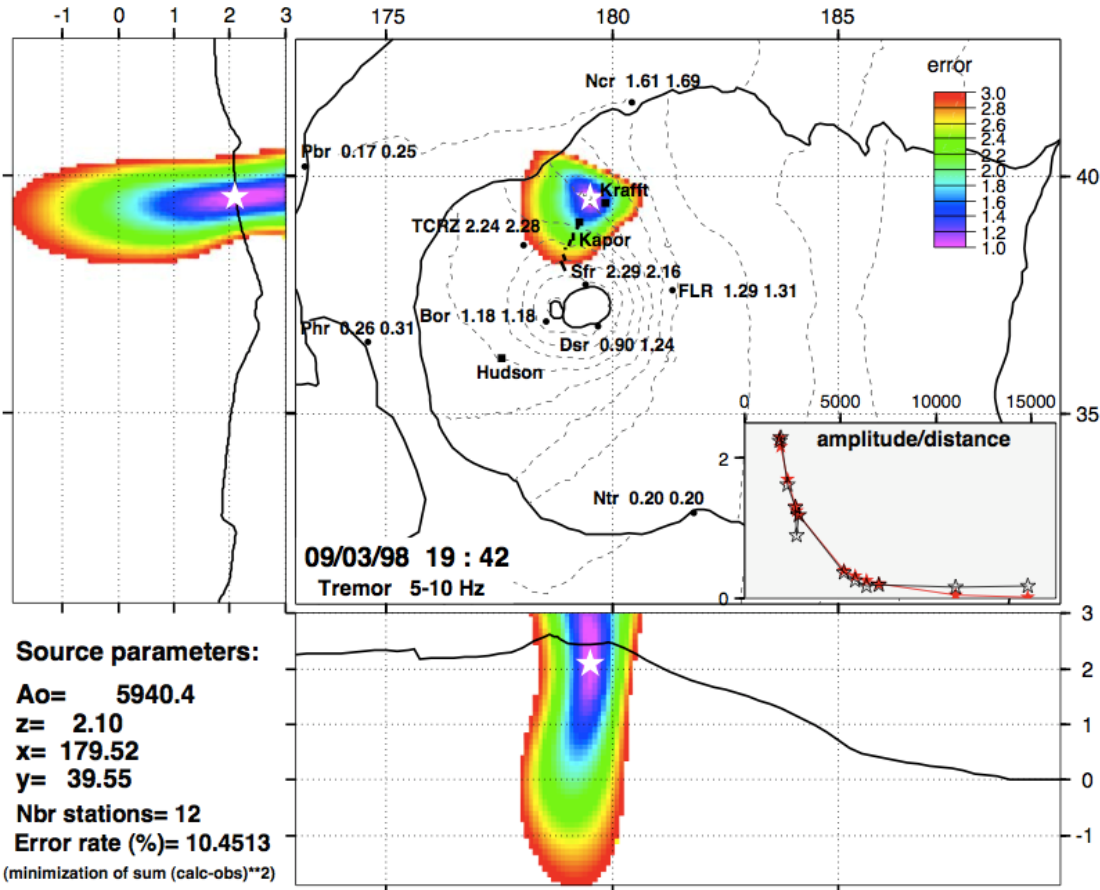 -1 0 1 2 3 175 180 185
error
3.0
2.8
2.6
2.4
2.2
2.0
1.8
1.6
1.4
1.2
1.0
Ncr 1.61 1.69
Pbr 0.17 0.25
40
Krafft
TCRZ 2.24 2.28
Kapor
Sfr 2.29 2.16
FLR 1.29 1.31
Bor 1.18 1.18
Phr 0.26 0.31
Dsr 0.90 1.24
Hudson
0 5000 10000 15000
35
amplitude/distance
2
0
Ntr 0.20 0.20
09/03/98 19 : 42
Tremor 5-10 Hz
3
2
1
0
-1
Source parameters:
Ao= 5940.4
z= 2.10
x= 179.52
y= 39.55
Nbr stations= 12
Error rate (%)= 10.4513
(minimization of sum (calc-obs)**2)